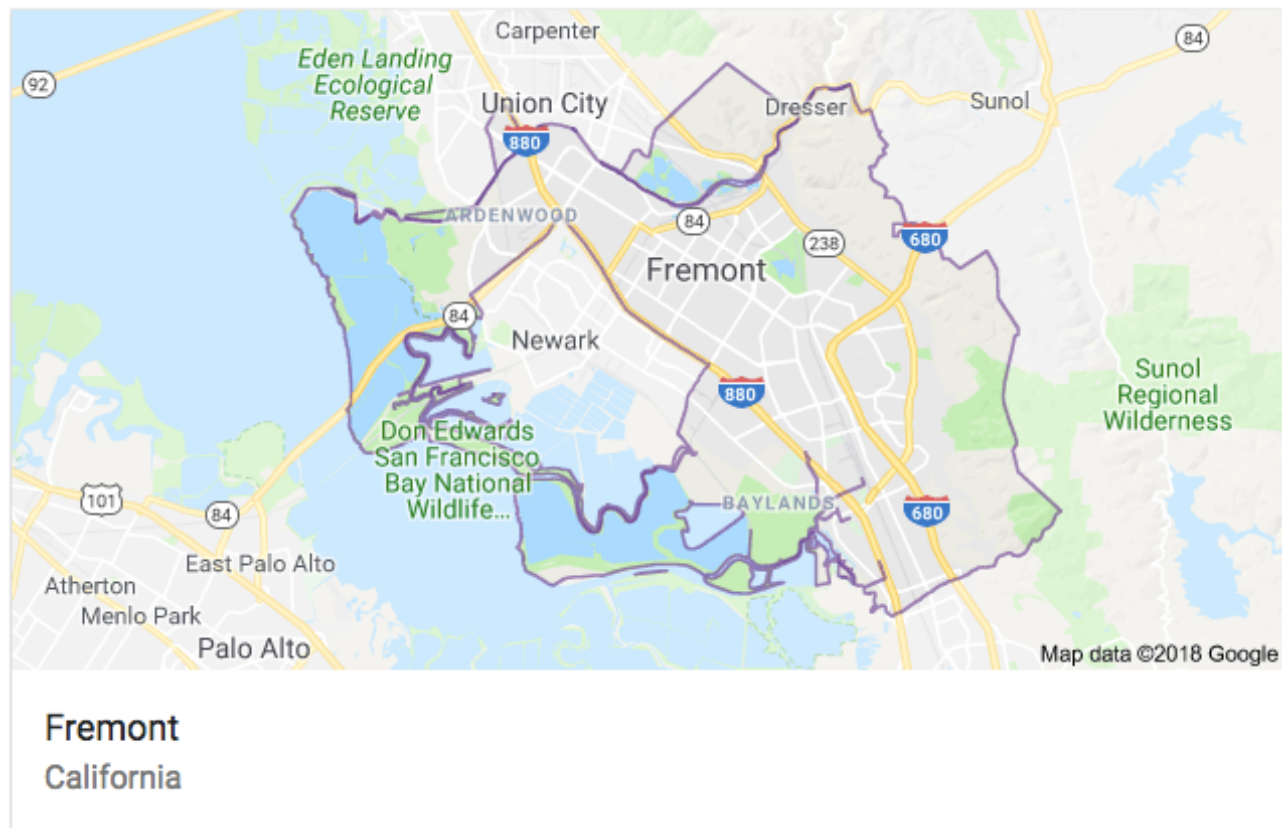 Carpenter
84
92
Eden Landing
Ecological
Reserve
Union City
Dresser
Sunol
880
ARDENWOOD
84
238
680
Fremont
84
Newark
Sunol
Regional
Wilderness
880
Don Edwards
San Francisco
Bay National
Wildlife...
101
84
BAYLANDS
680
East Palo Alto
Atherton
Menlo Park
Palo Alto
Map data ©2018 Google
Fremont
California